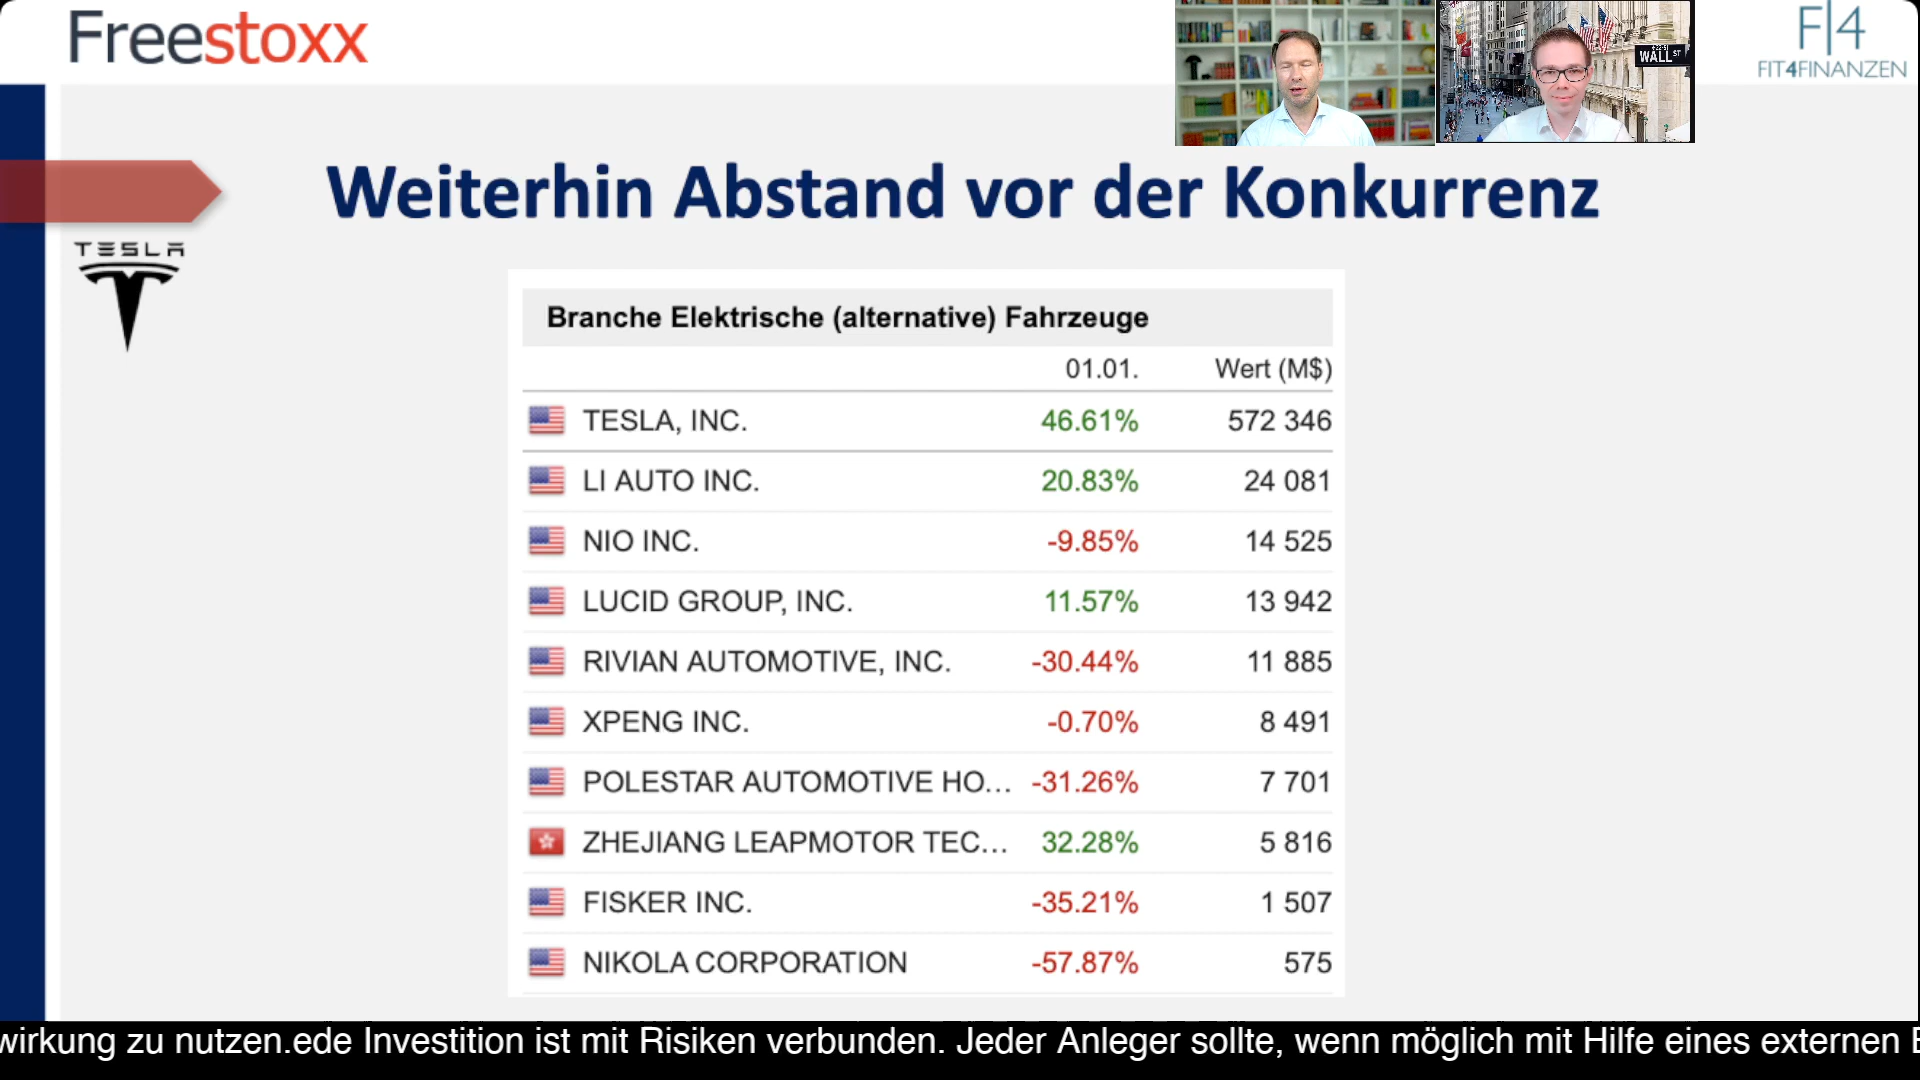 Freestoxx
WALL ST
F|4
FIT4FINANZEN
Weiterhin Abstand vor der Konkurrenz
TESLA
Branche Elektrische (alternative) Fahrzeuge
01.01. Wert (M$)
TESLA, INC. 46.61% 572 346
LI AUTO INC. 20.83% 24 081
NIO INC. -9.85% 14 525
LUCID GROUP, INC. 11.57% 13 942
RIVIAN AUTOMOTIVE, INC. -30.44% 11 885
XPENG INC. -0.70% 8 491
POLESTAR AUTOMOTIVE HO... -31.26% 7 701
ZHEJIANG LEAPMOTOR TEC... 32.28% 5 816
FISKER INC. -35.21% 1 507
NIKOLA CORPORATION -57.87% 575
wirkung zu nutzen.ede Investition ist mit Risiken verbunden. Jeder Anleger sollte, wenn möglich mit Hilfe eines externen